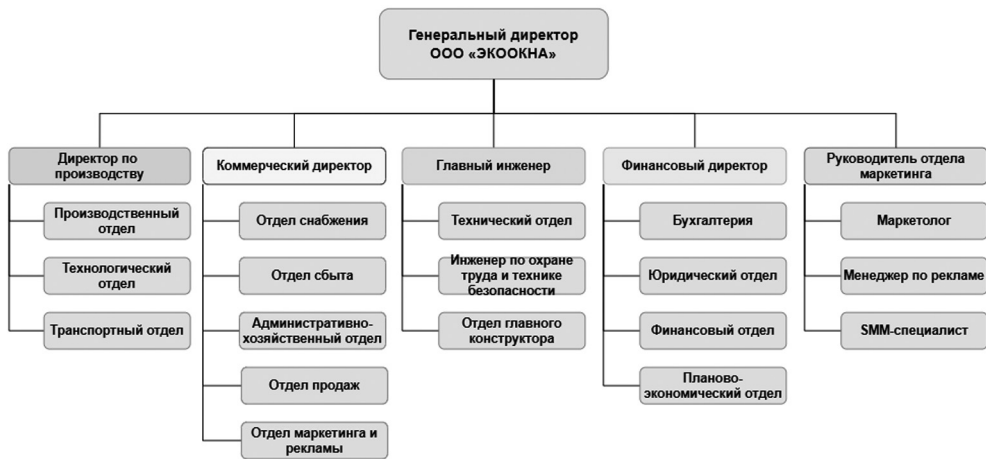 Генеральный директор
ООО «ЭКООКНА»
Директор по
производству
Производственный
отдел
Технологический
отдел
Транспортный отдел
Коммерческий директор
Отдел снабжения
Отдел сбыта
Административно-
хозяйственный отдел
Отдел продаж
Отдел маркетинга и
рекламы
Главный инженер
Технический отдел
Инженер по охране
труда и технике
безопасности
Отдел главного
конструктора
Финансовый директор
Бухгалтерия
Юридический отдел
Финансовый отдел
Планово-
экономический отдел
Руководитель отдела
маркетинга
Маркетолог
Менеджер по рекламе
SMM-специалист